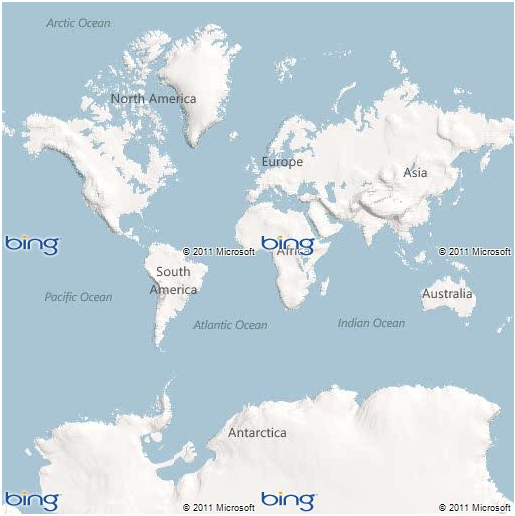 Arctic Ocean
North America
Europe
Asia
bing
© 2011 Microsoft
bing
Africa
© 2011 Microsoft
South
America
Pacific Ocean
Atlantic Ocean
Indian Ocean
Australia
Antarctica
bing
© 2011 Microsoft
bing
© 2011 Microsoft